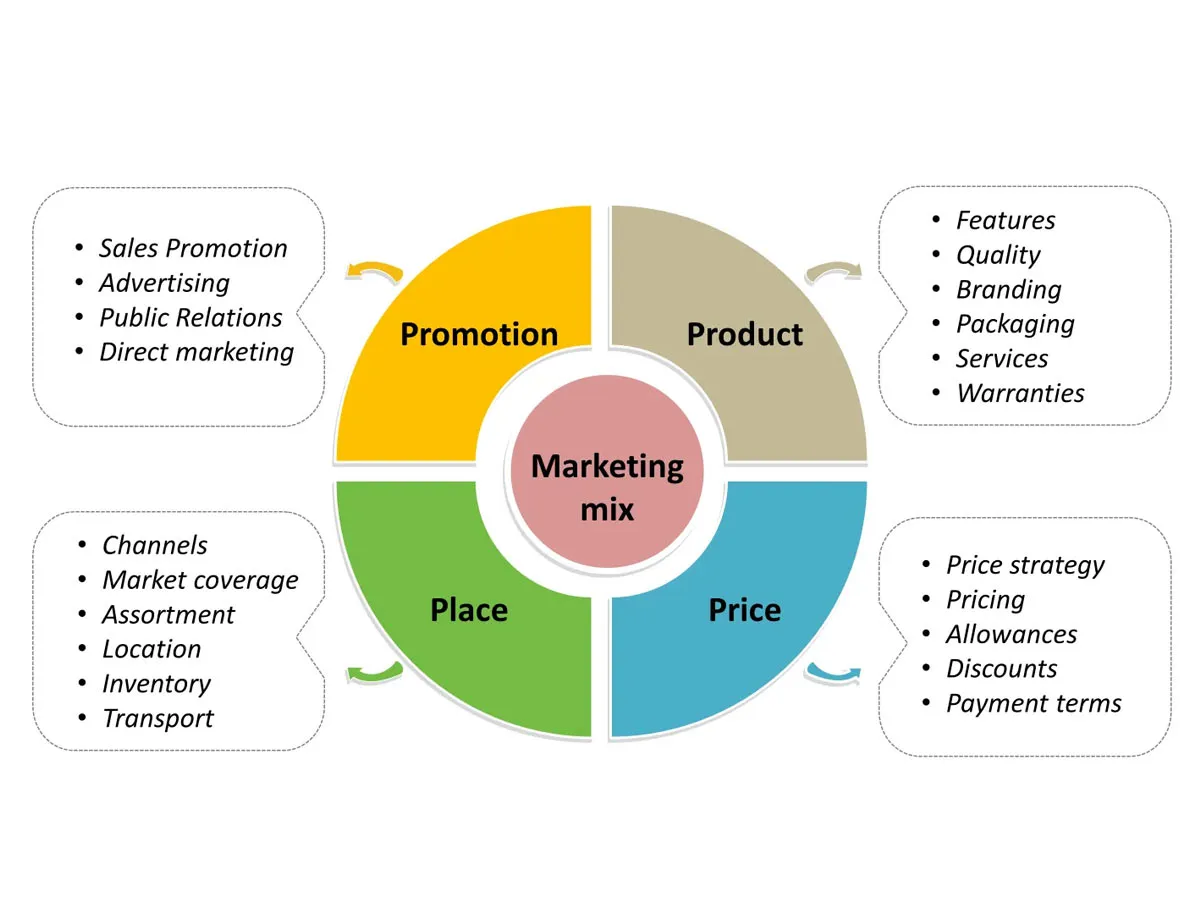 • Sales Promotion
• Advertising
• Public Relations
• Direct marketing
Promotion
Product
• Features
• Quality
• Branding
• Packaging
• Services
• Warranties
Marketing
mix
• Channels
• Market coverage
• Assortment
• Location
• Inventory
• Transport
Place
Price
• Price strategy
• Pricing
• Allowances
• Discounts
• Payment terms